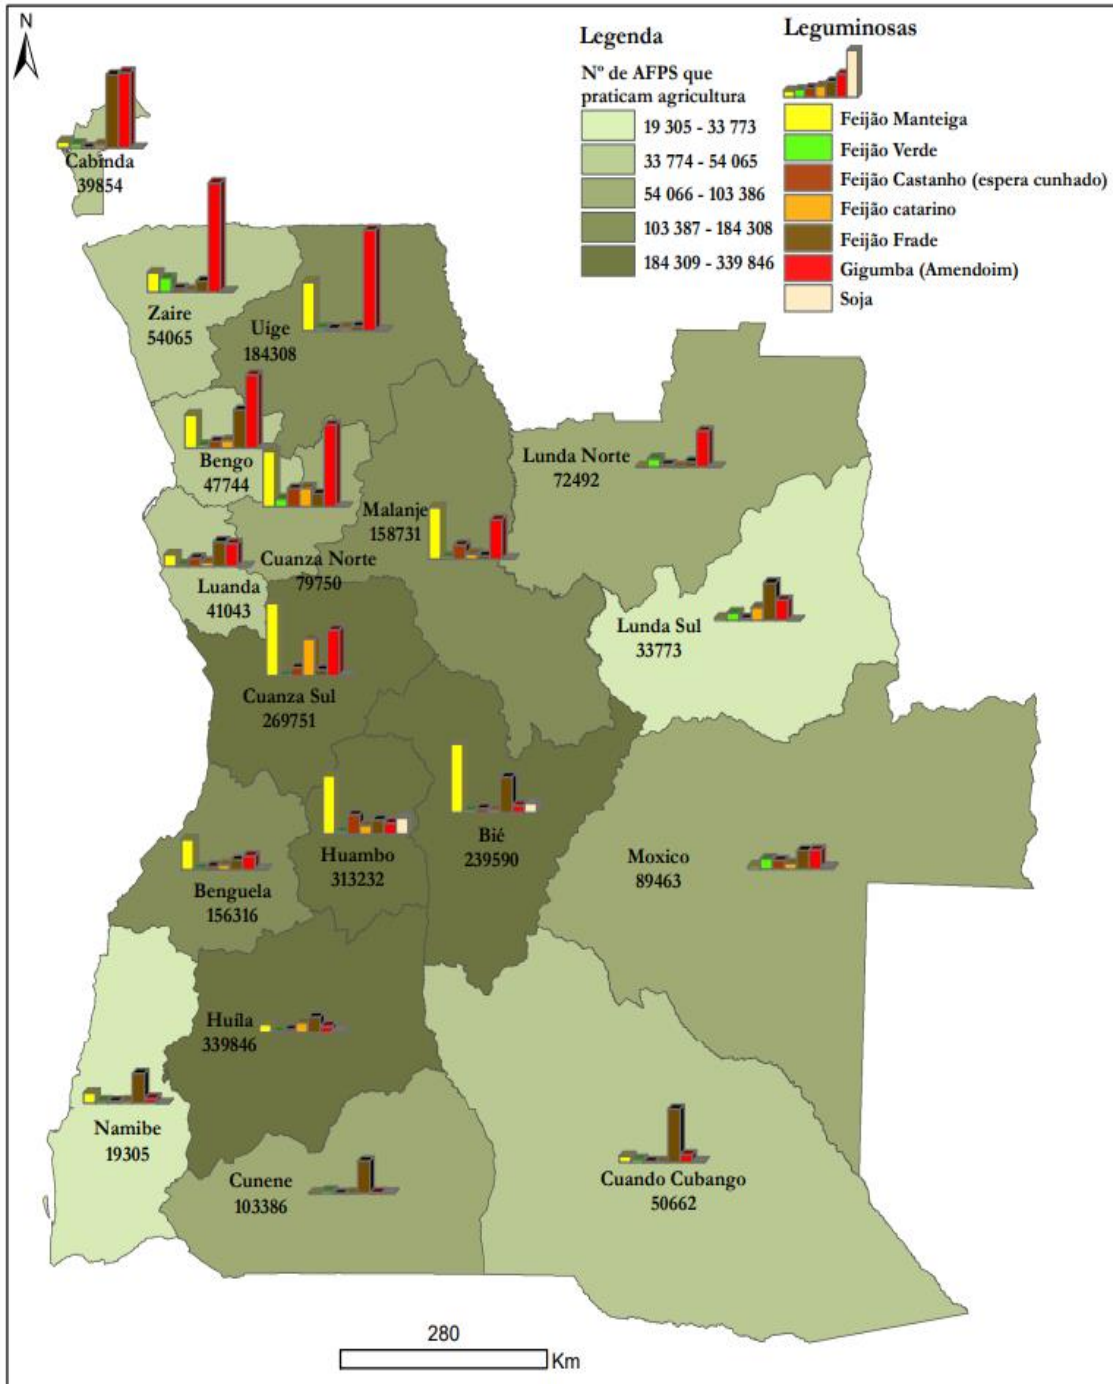 N
Legenda
Nº de AFPS que
praticam agricultura
19 305 - 33 773
33 774 - 54 065
54 066 - 103 386
103 387 - 184 308
184 309 - 339 846
Leguminosas
Feijão Manteiga
Feijão Verde
Feijão Castanho (espera cunhado)
Feijão catarino
Feijão Frade
Gigumba (Amendoim)
Soja
Cabinda
39854
Zaire
54065
Uíge
184308
Bengo
47744
Lunda Norte
72492
Malanje
158731
Cuanza Norte
79750
Luanda
41043
Lunda Sul
33773
Cuanza Sul
269751
Bié
239590
Huambo
313232
Moxico
89463
Benguela
156316
Huíla
339846
Namibe
19305
Cunene
103386
Cuando Cubango
50662
280
Km